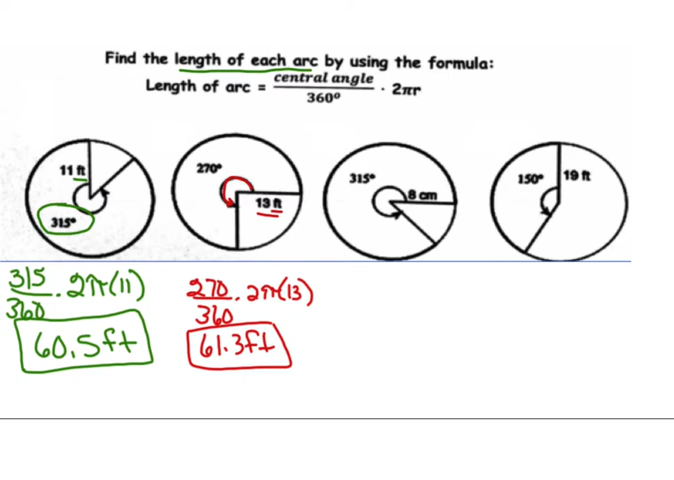 Find the length of each arc by using the formula:
Length of arc = central angle/360º · 2πr
11 ft
315°
270°
13 ft
315°
8 cm
150°
19 ft
315/360 · 2π(11)
60.5ft
270/360 · 2π(13)
61.3ft